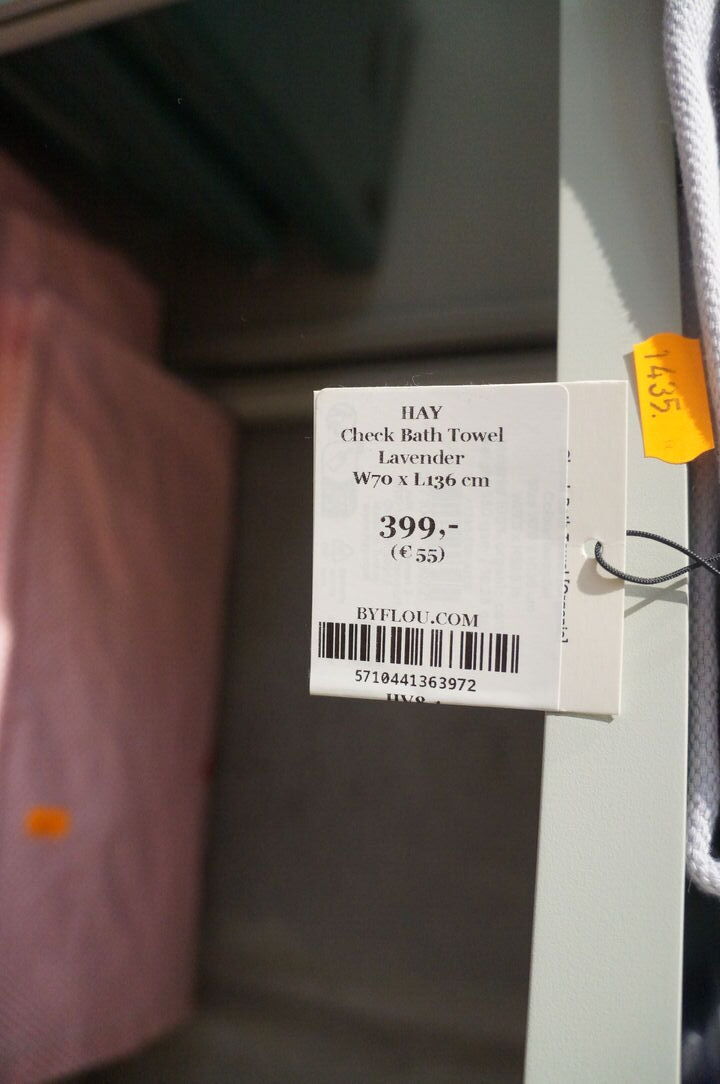 HAY
Check Bath Towel
Lavender
W70 x L136 cm
399,-
(€ 55)
BYFLOU.COM
5710441363972
1435.